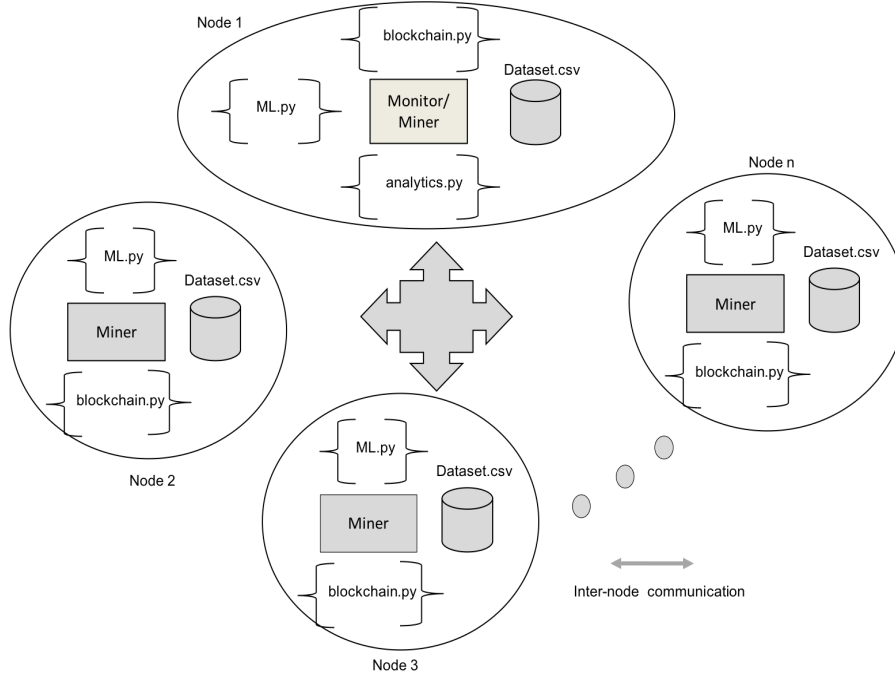 Node 1
blockchain.py
Dataset.csv
ML.py
Monitor/
Miner
analytics.py
Node n
ML.py
Dataset.csv
Miner
blockchain.py
ML.py
Dataset.csv
Miner
blockchain.py
Node 2
ML.py
Dataset.csv
Miner
blockchain.py
Node 3
Inter-node communication